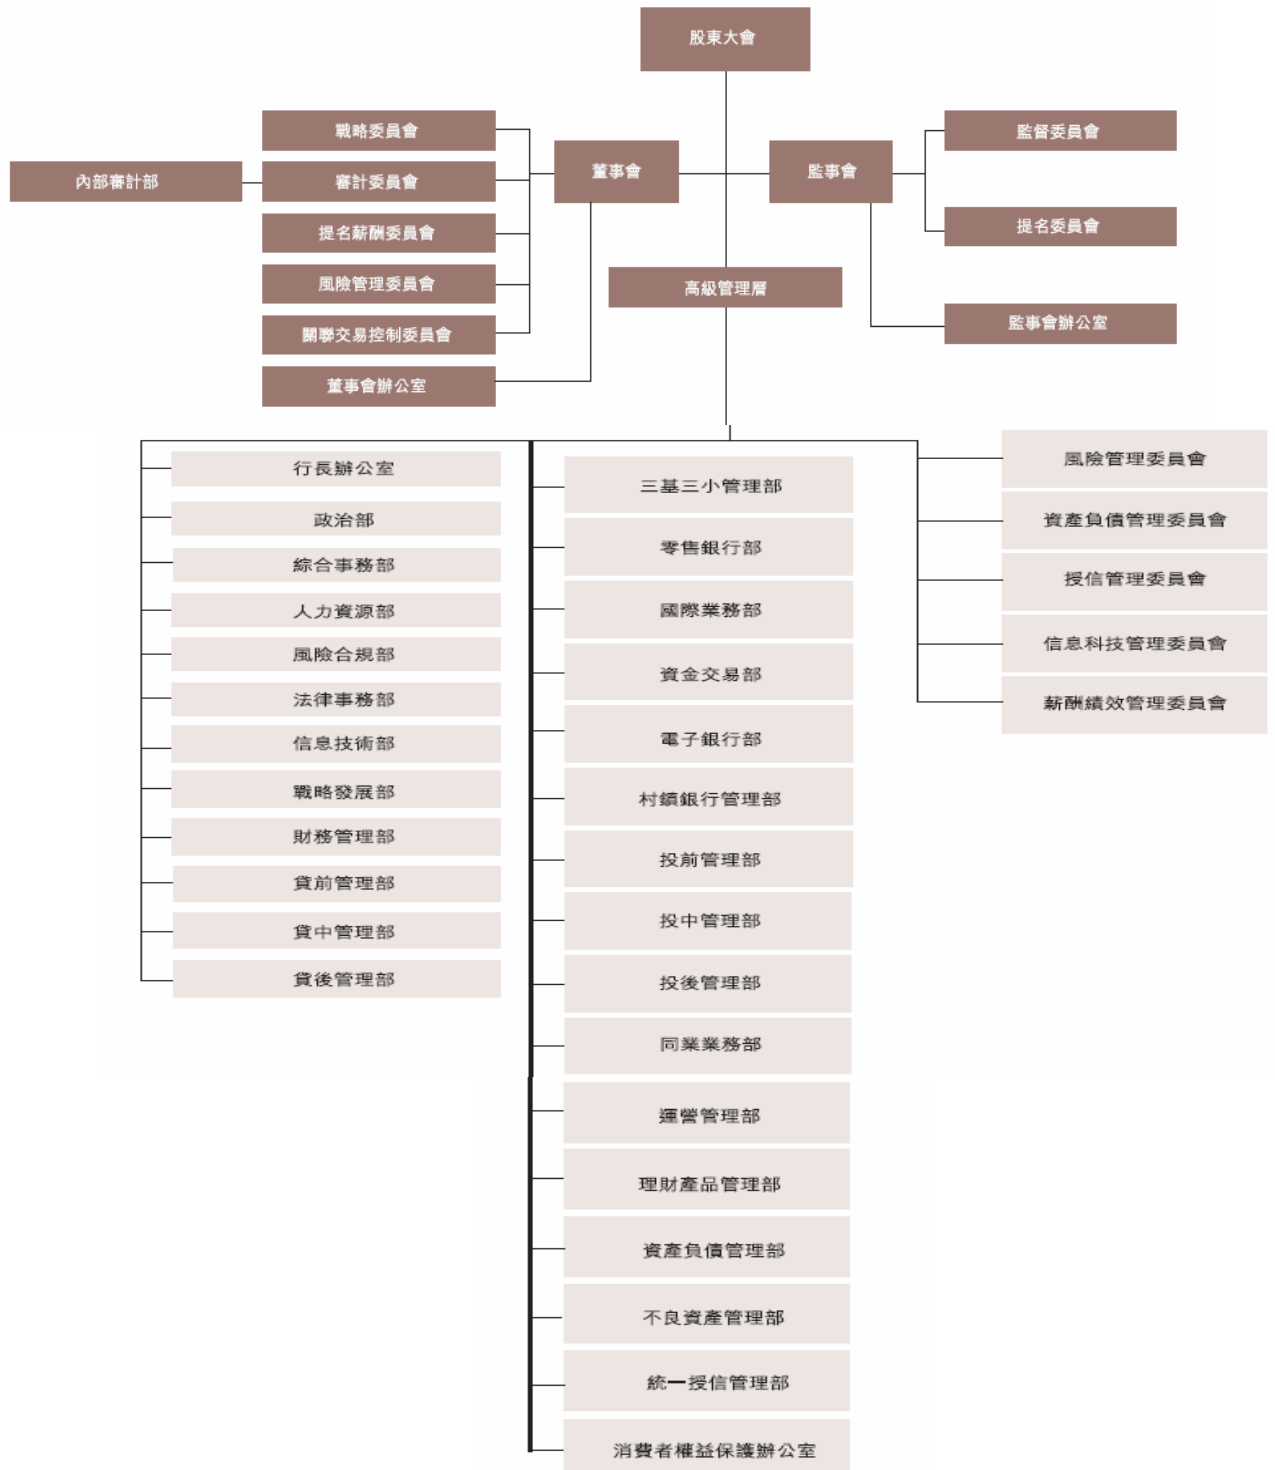 股東大會
戰略委員會
審計委員會
提名薪酬委員會
風險管理委員會
關聯交易控制委員會
董事會辦公室
內部審計部
董事會
監事會
監督委員會
提名委員會
監事會辦公室
高級管理層
行長辦公室
政治部
綜合事務部
人力資源部
風險合規部
法律事務部
信息技術部
戰略發展部
財務管理部
貸前管理部
貸中管理部
貸後管理部
三基三小管理部
零售銀行部
國際業務部
資金交易部
電子銀行部
村鎮銀行管理部
投前管理部
投中管理部
投後管理部
同業業務部
運營管理部
理財產品管理部
資產負債管理部
不良資產管理部
統一授信管理部
消費者權益保護辦公室
風險管理委員會
資產負債管理委員會
授信管理委員會
信息科技管理委員會
薪酬績效管理委員會